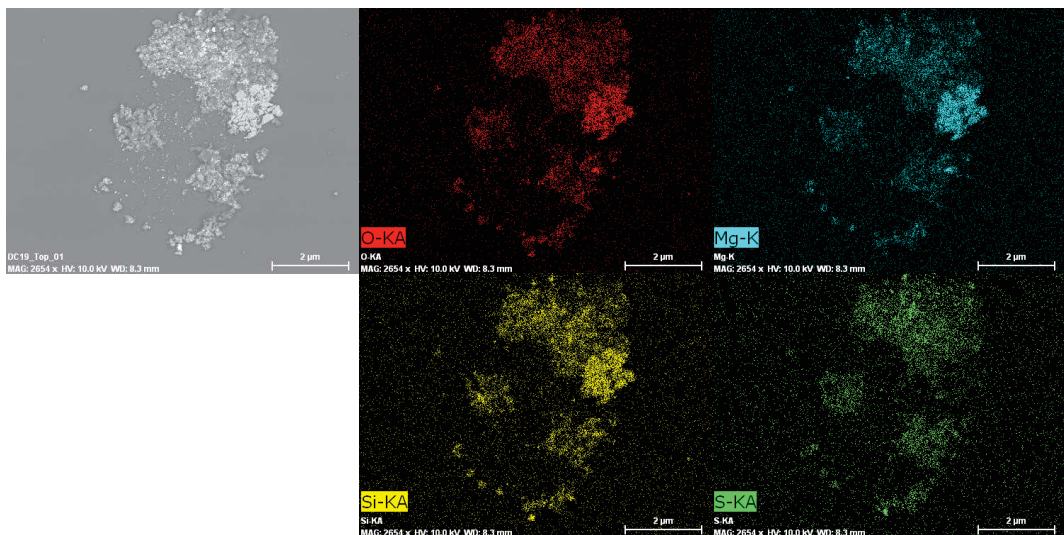 DC19_Top_01
MAG: 2654 x HV: 10.0 kV WD: 8.3 mm
2 µm
O-KA
O-KA
MAG: 2654 x HV: 10.0 kV WD: 8.3 mm
2 µm
Mg-K
Mg-K
MAG: 2654 x HV: 10.0 kV WD: 8.3 mm
2 µm
Si-KA
Si-KA
MAG: 2654 x HV: 10.0 kV WD: 8.3 mm
2 µm
S-KA
S-KA
MAG: 2654 x HV: 10.0 kV WD: 8.3 mm
2 µm